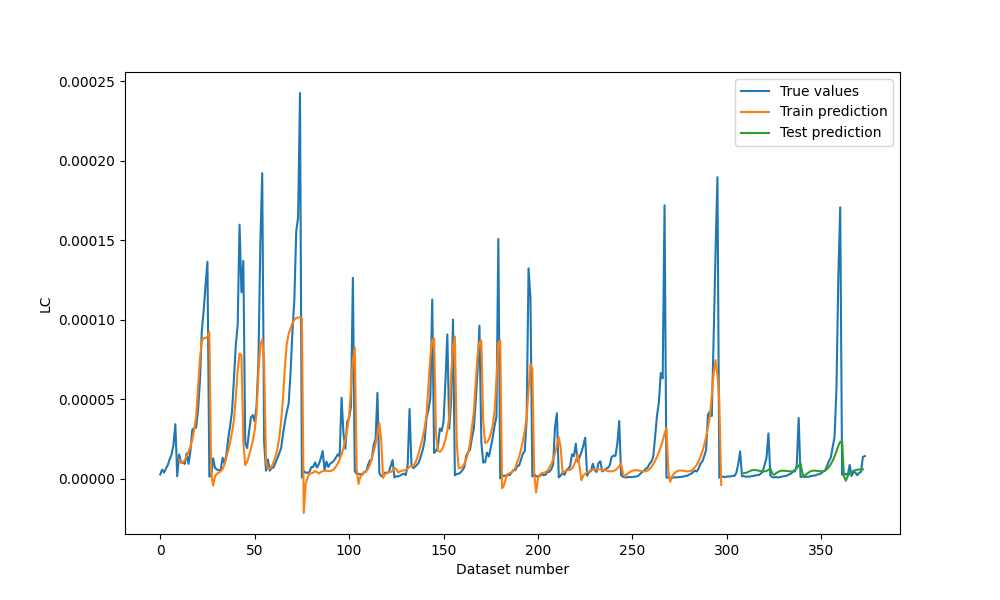 0.00025
0.00020
0.00015
0.00010
0.00005
0.00000
LC
True values
Train prediction
Test prediction
0 50 100 150 200 250 300 350
Dataset number